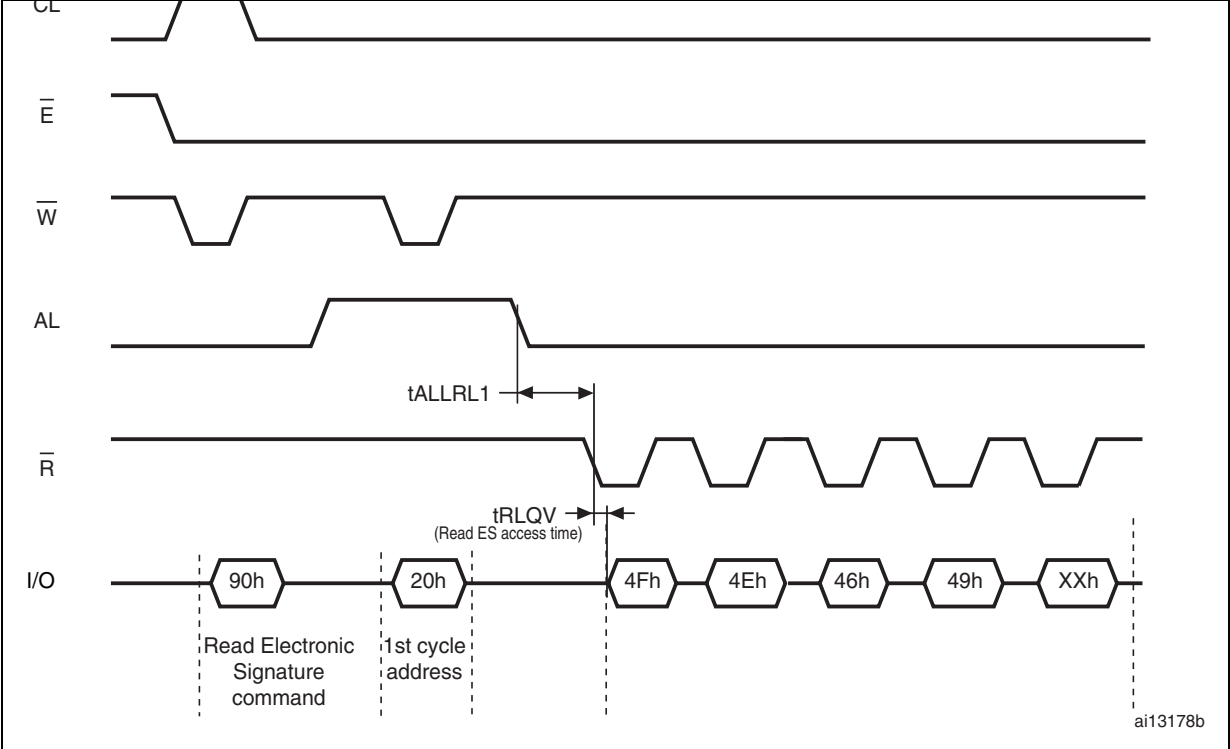 CL
E
W
AL
tALLRL1
R
tRLQV
(Read ES access time)
I/O
90h
20h
4Fh
4Eh
46h
49h
XXh
Read Electronic
Signature
command
1st cycle
address
ai13178b